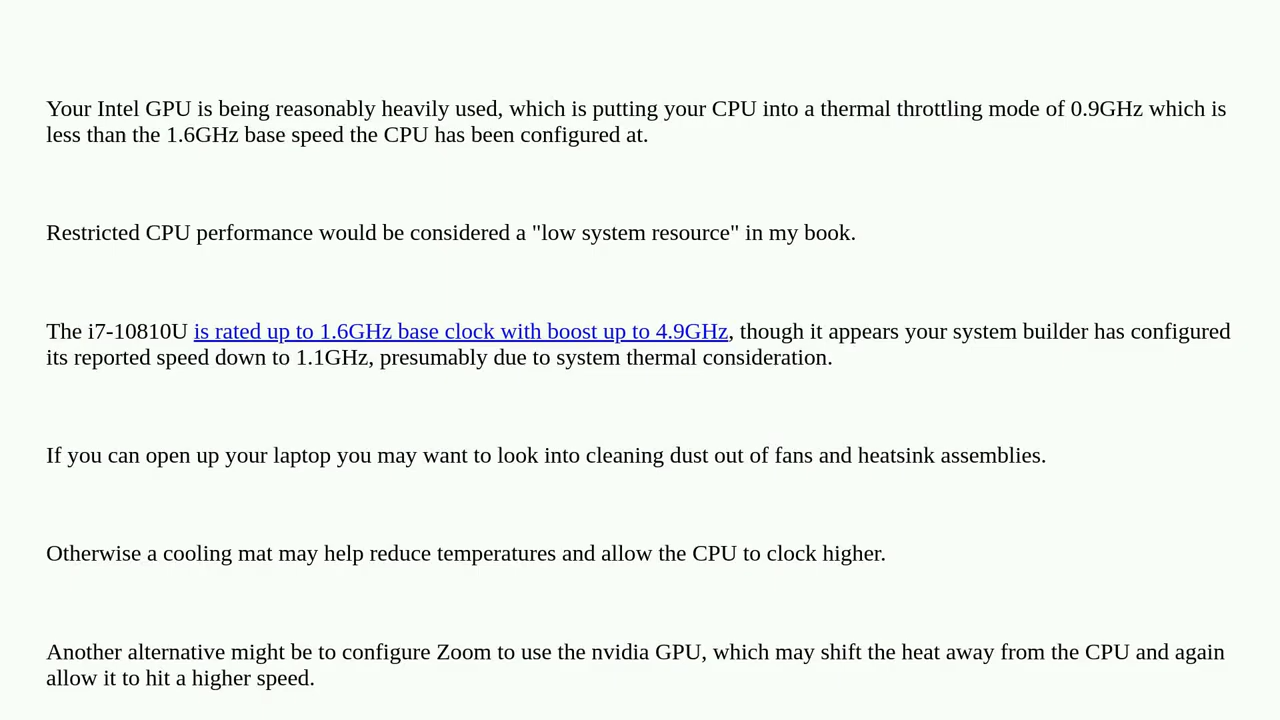 Your Intel GPU is being reasonably heavily used, which is putting your CPU into a thermal throttling mode of 0.9GHz which is
less than the 1.6GHz base speed the CPU has been configured at.
Restricted CPU performance would be considered a "low system resource" in my book.
The i7-10810U is rated up to 1.6GHz base clock with boost up to 4.9GHz, though it appears your system builder has configured
its reported speed down to 1.1GHz, presumably due to system thermal consideration.
If you can open up your laptop you may want to look into cleaning dust out of fans and heatsink assemblies.
Otherwise a cooling mat may help reduce temperatures and allow the CPU to clock higher.
Another alternative might be to configure Zoom to use the nvidia GPU, which may shift the heat away from the CPU and again
allow it to hit a higher speed.